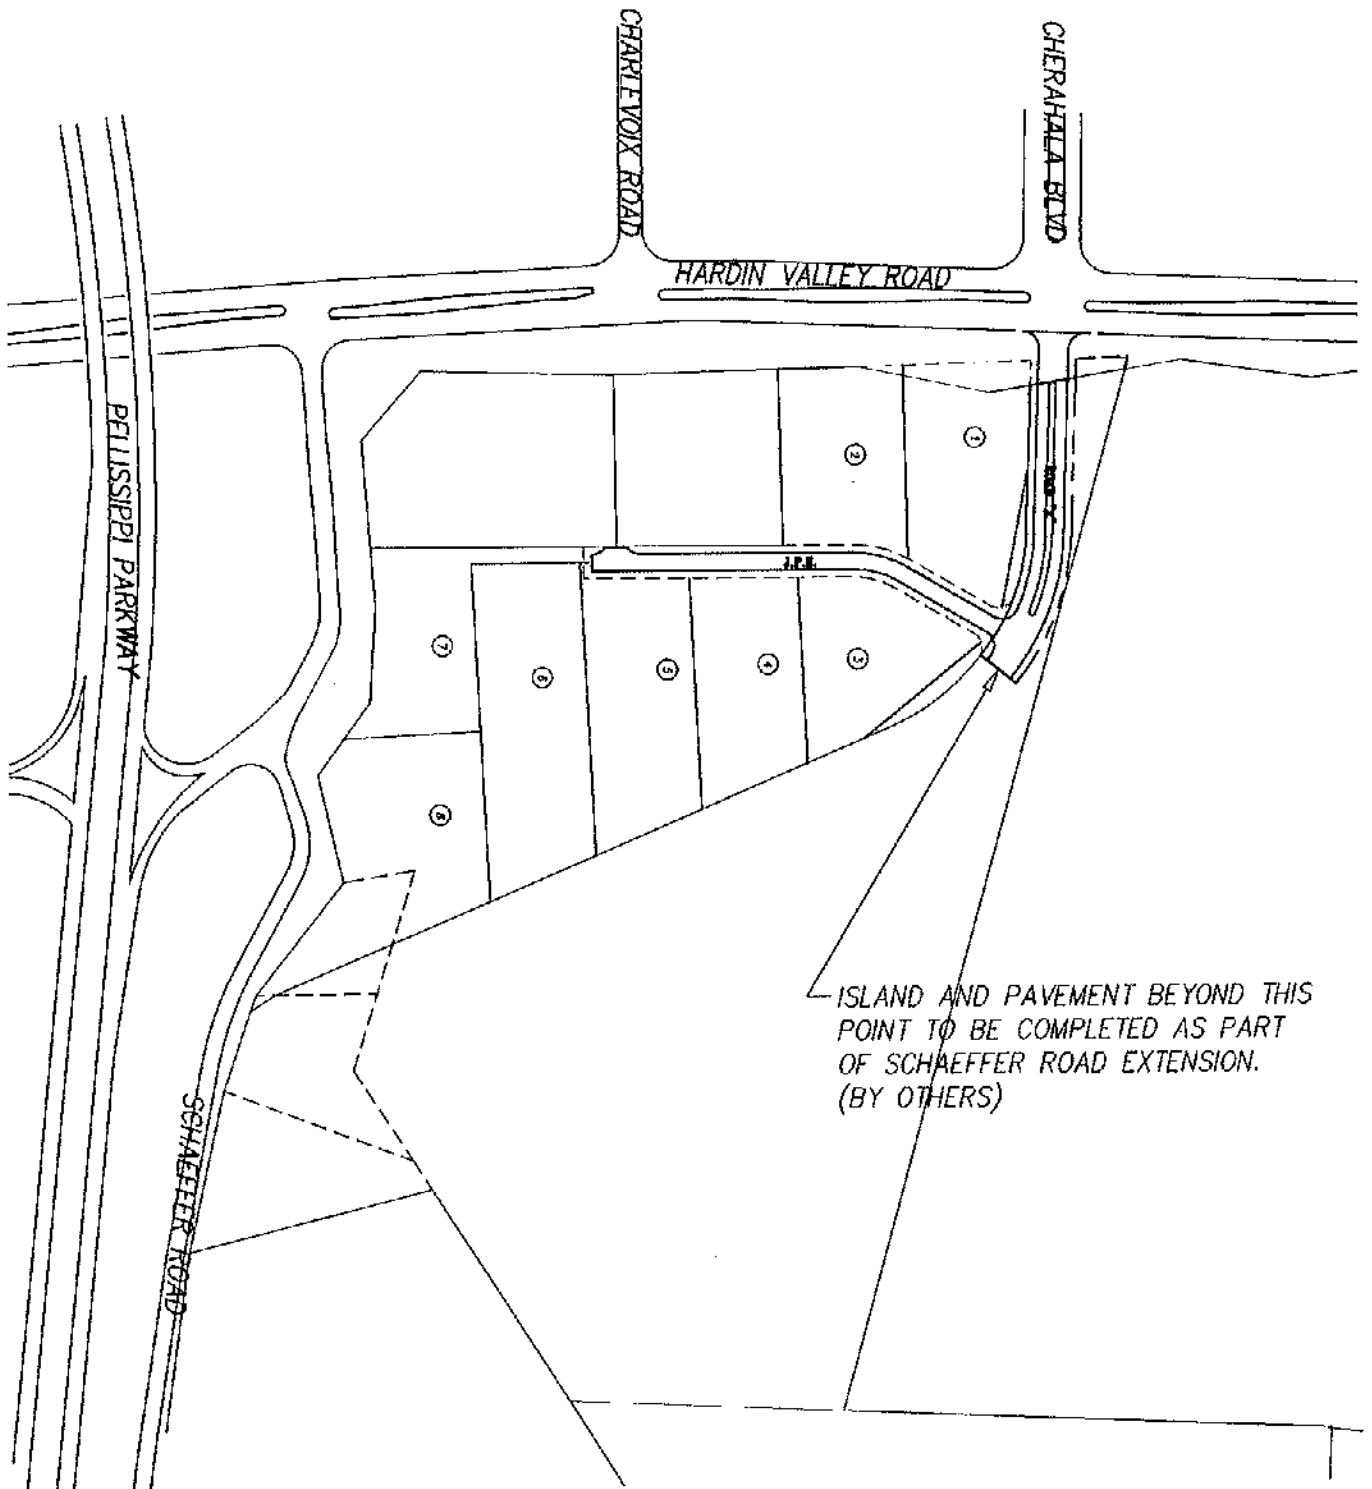 CHARLEVOIX ROAD
CHERAHALA BLVD
HARDIN VALLEY ROAD
PELLISSIPPI PARKWAY
1
2
J.P.E.
7
6
5
4
3
8
ISLAND AND PAVEMENT BEYOND THIS
POINT TO BE COMPLETED AS PART
OF SCHAEFFER ROAD EXTENSION.
(BY OTHERS)
SCHAEFFER ROAD